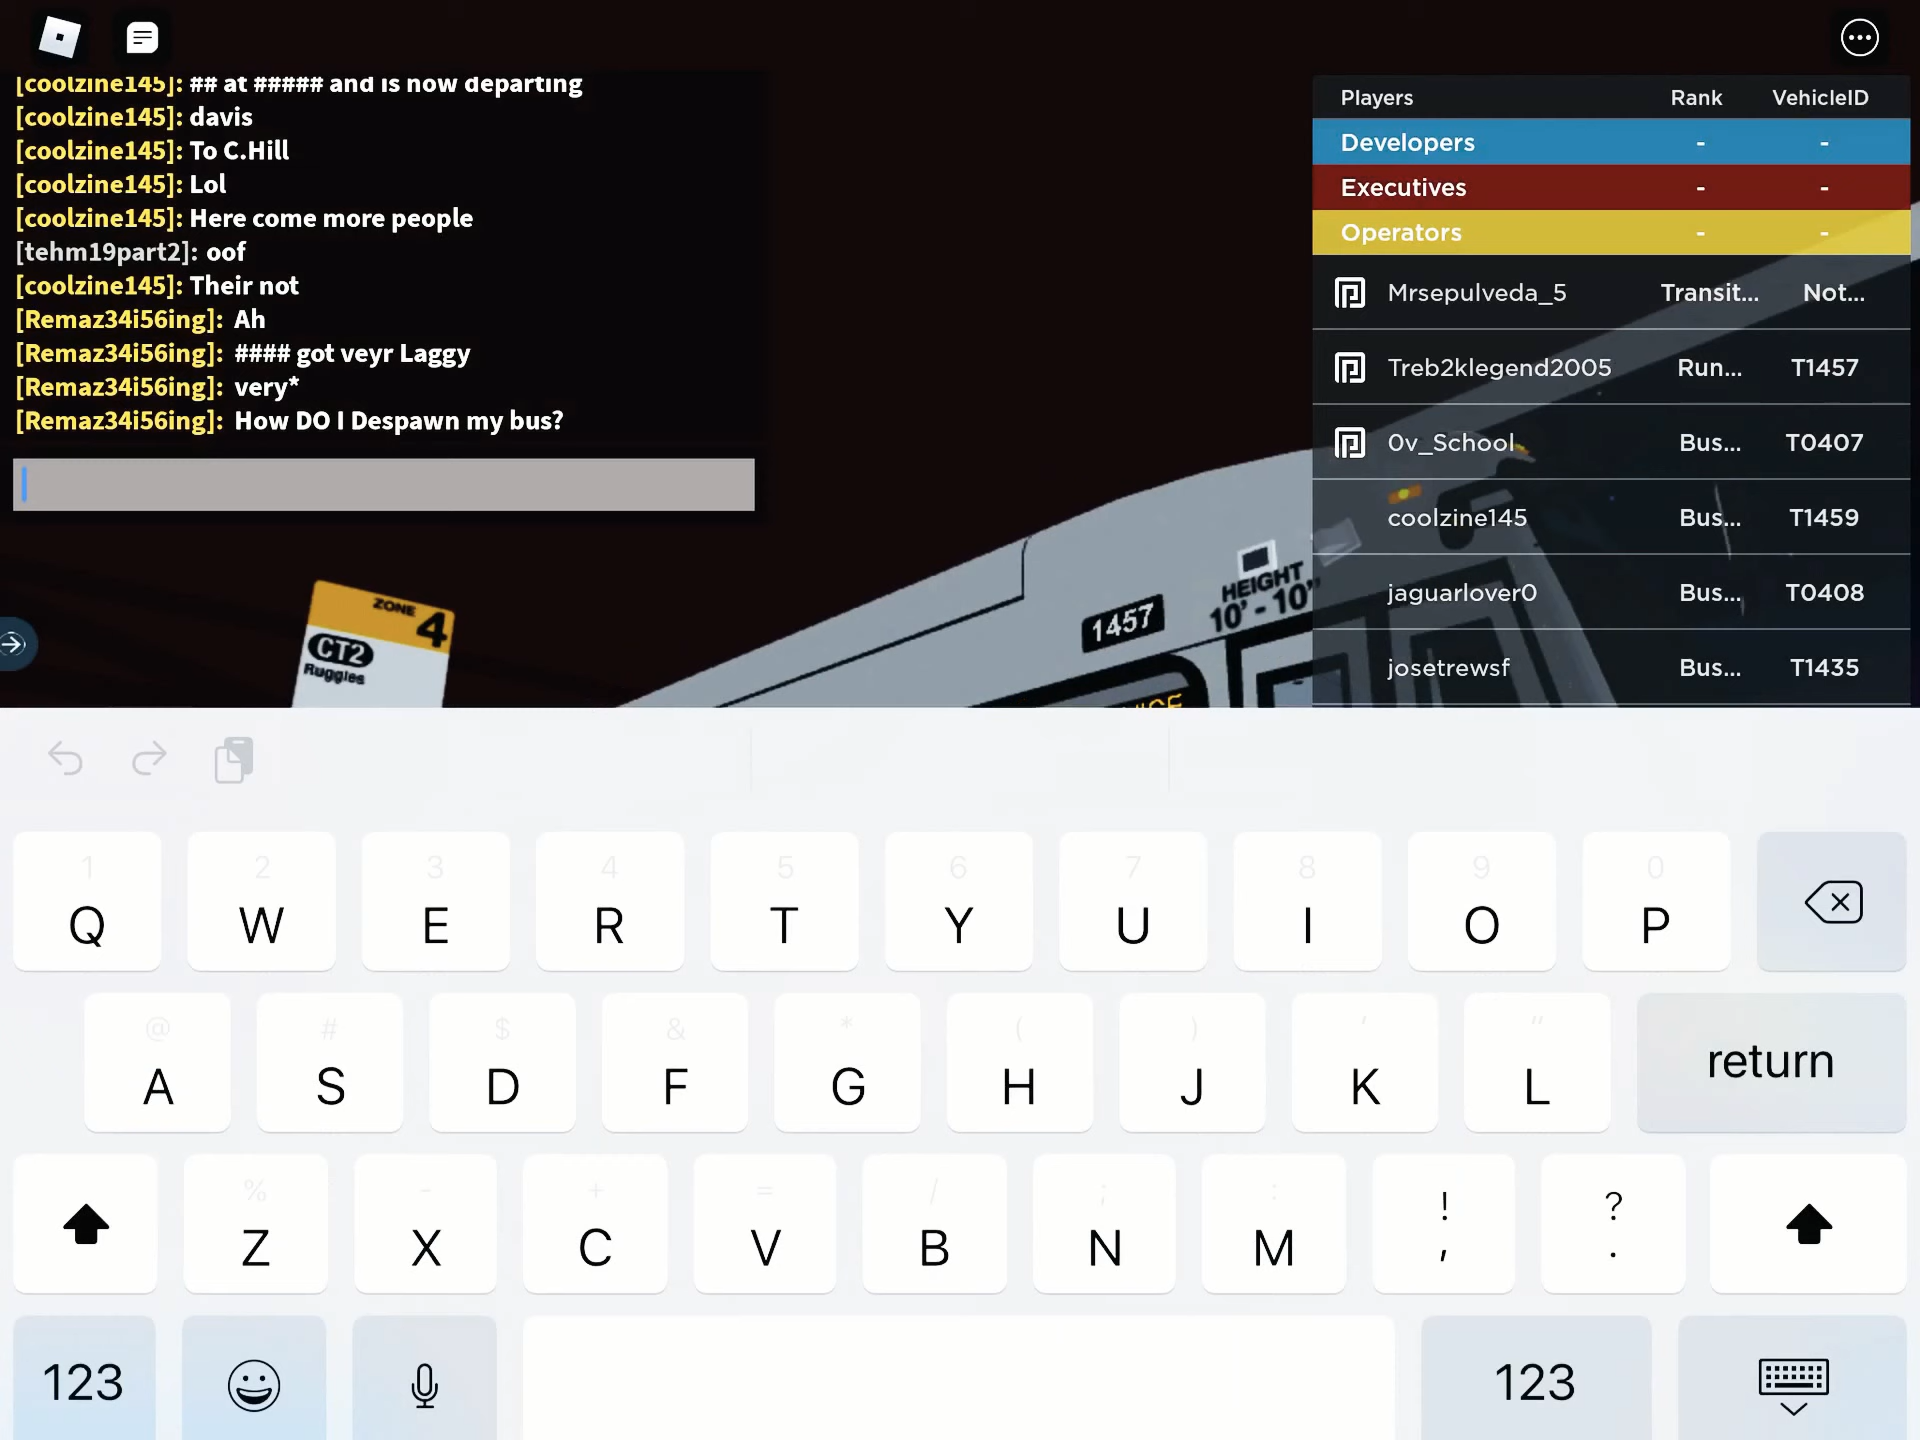 [coolzine145]: ## at ##### and is now departing
[coolzine145]: davis
[coolzine145]: To C.Hill
[coolzine145]: Lol
[coolzine145]: Here come more people
[tehm19part2]: oof
[coolzine145]: Their not
[Remaz34i56ing]: Ah
[Remaz34i56ing]: #### got veyr Laggy
[Remaz34i56ing]: very*
[Remaz34i56ing]: How DO I Despawn my bus?
Players Rank VehicleID
Developers - -
Executives - -
Operators - -
Mrsepulveda_5 Transit... Not...
Treb2klegend2005 Run... T1457
0v_School Bus... T0407
coolzine145 Bus... T1459
jaguarlover0 Bus... T0408
josetrewsf Bus... T1435
ZONE 4
CT2
Ruggles
1457
HEIGHT
10' - 10"
1 2 3 4 5 6 7 8 9 0
Q W E R T Y U I O P
@ # $ & * ( ) ' "
A S D F G H J K L return
% - + = / ; : ! ?
Z X C V B N M , .
123 123